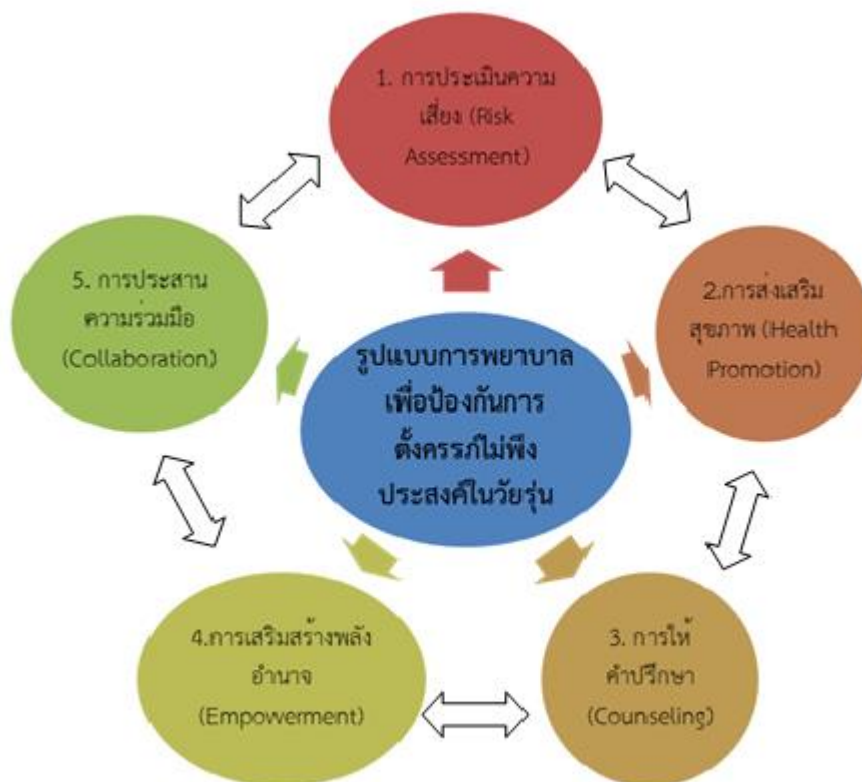 1. การประเมินความ
เสี่ยง (Risk
Assessment)
2.การส่งเสริม
สุขภาพ (Health
Promotion)
3. การให้
คำปรึกษา
(Counseling)
4.การเสริมสร้างพลัง
อำนาจ
(Empowerment)
5. การประสาน
ความร่วมมือ
(Collaboration)
รูปแบบการพยาบาล
เพื่อป้องกันการ
ตั้งครรภ์ไม่พึง
ประสงค์ในวัยรุ่น